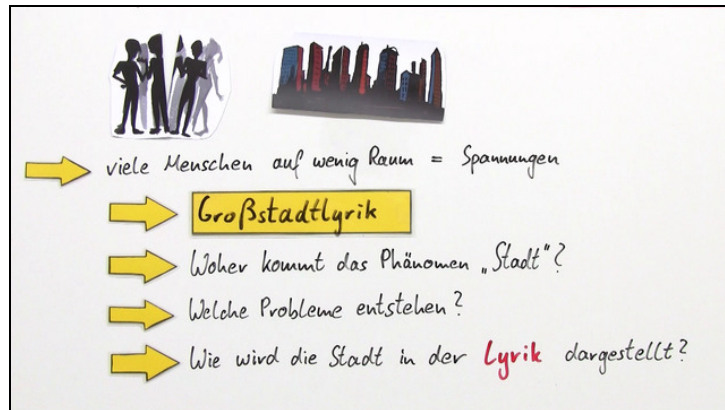 viele Menschen auf wenig Raum = Spannungen
Großstadtlyrik
Woher kommt das Phänomen „Stadt"?
Welche Probleme entstehen?
Wie wird die Stadt in der Lyrik dargestellt?